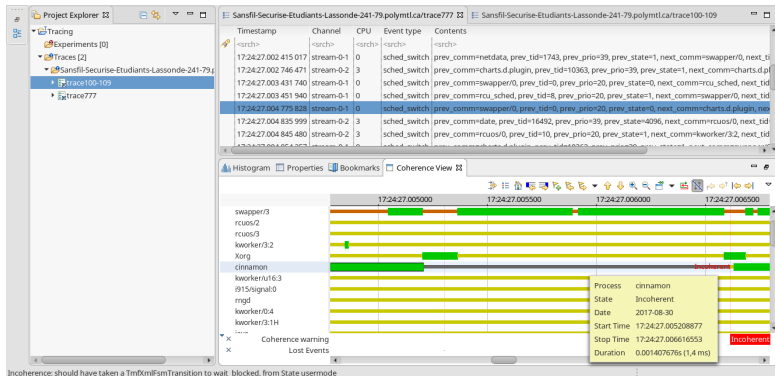 Project Explorer
Tracing
Experiments [0]
Traces [2]
Sansfil-Securise-Etudiants-Lassonde-241-79.p
trace100-109
trace777
Sansfil-Securise-Etudiants-Lassonde-241-79.polymtl.ca/trace777
Sansfil-Securise-Etudiants-Lassonde-241-79.polymtl.ca/trace100-109
Timestamp Channel CPU Event type Contents
<srch> <srch> <srch> <srch> <srch>
17:24:27.002 415 017 stream-0-1 0 sched_switch prev_comm=netdata, prev_tid=1743, prev_prio=39, prev_state=1, next_comm=swapper/0, next_ti
17:24:27.002 746 471 stream-0-2 3 sched_switch prev_comm=charts.d.plugin, prev_tid=10363, prev_prio=39, prev_state=1, next_comm=charts.d.pl
17:24:27.003 431 740 stream-0-1 0 sched_switch prev_comm=swapper/0, prev_tid=0, prev_prio=20, prev_state=0, next_comm=rcu_sched, next_tid
17:24:27.003 451 940 stream-0-1 0 sched_switch prev_comm=rcu_sched, prev_tid=8, prev_prio=20, prev_state=1, next_comm=swapper/0, next_tid
17:24:27.004 775 828 stream-0-1 0 sched_switch prev_comm=swapper/0, prev_tid=0, prev_prio=20, prev_state=0, next_comm=charts.d.plugin, nex
17:24:27.004 835 999 stream-0-2 3 sched_switch prev_comm=date, prev_tid=16492, prev_prio=39, prev_state=4096, next_comm=rcuos/0, next_tid
17:24:27.004 845 480 stream-0-2 3 sched_switch prev_comm=rcuos/0, prev_tid=10, prev_prio=20, prev_state=1, next_comm=kworker/3:2, next_tid
Histogram Properties Bookmarks Coherence View
17:24:27.005000 17:24:27.005500 17:24:27.006000 17:24:27.006500
swapper/3
rcuos/2
rcuos/3
kworker/3:2
Xorg
cinnamon Incoherent
kworker/u16:3
i915/signal:0
rngd
kworker/0:4
kworker/3:1H
Coherence warning Incoherent
Lost Events
Process cinnamon
State Incoherent
Date 2017-08-30
Start Time 17:24:27.005208877
Stop Time 17:24:27.006616553
Duration 0.001407676s (1,4 ms)
Incoherence: should have taken a TmfXmlFsmTransition to wait_blocked. from State usermode